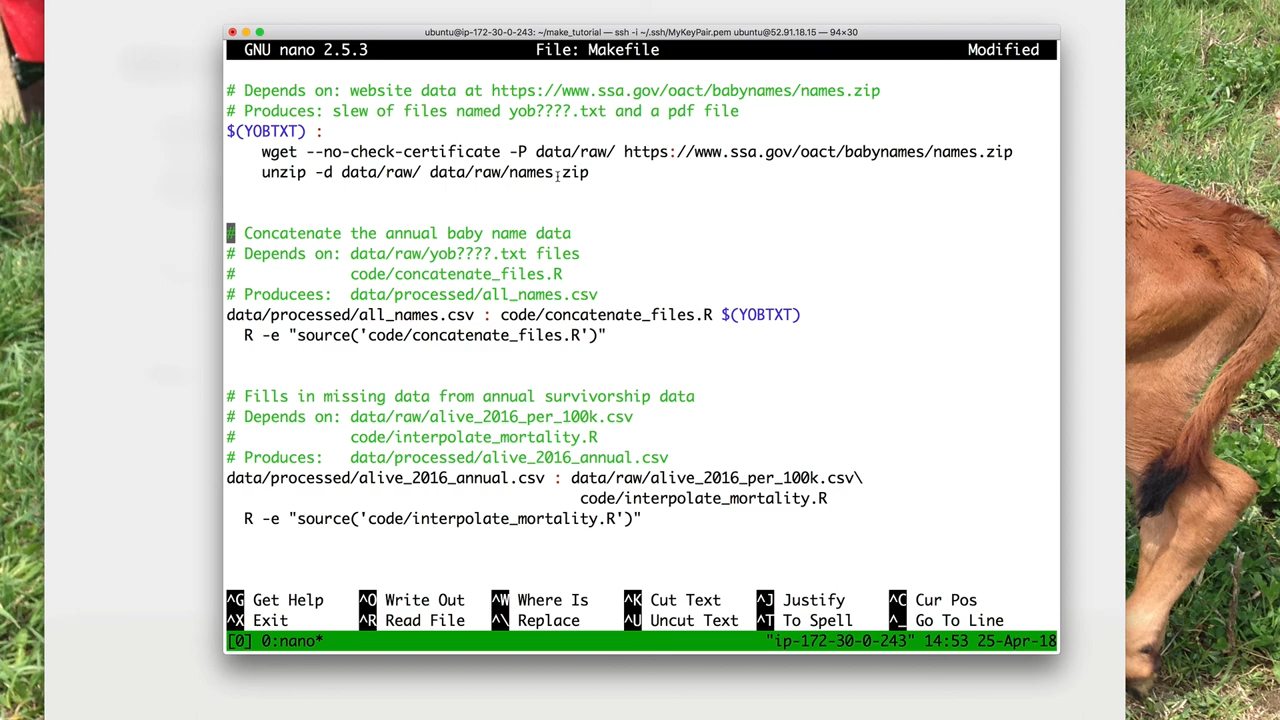 ubuntu@ip-172-30-0-243: ~/make_tutorial — ssh -i ~/.ssh/MyKeyPair.pem ubuntu@52.91.18.15 — 94×30
GNU nano 2.5.3 File: Makefile Modified
# Depends on: website data at https://www.ssa.gov/oact/babynames/names.zip
# Produces: slew of files named yob????.txt and a pdf file
$(YOBTXT) :
wget --no-check-certificate -P data/raw/ https://www.ssa.gov/oact/babynames/names.zip
unzip -d data/raw/ data/raw/names.zip
# Concatenate the annual baby name data
# Depends on: data/raw/yob????.txt files
# code/concatenate_files.R
# Producees: data/processed/all_names.csv
data/processed/all_names.csv : code/concatenate_files.R $(YOBTXT)
R -e "source('code/concatenate_files.R')"
# Fills in missing data from annual survivorship data
# Depends on: data/raw/alive_2016_per_100k.csv
# code/interpolate_mortality.R
# Produces: data/processed/alive_2016_annual.csv
data/processed/alive_2016_annual.csv : data/raw/alive_2016_per_100k.csv\
code/interpolate_mortality.R
R -e "source('code/interpolate_mortality.R')"
^G Get Help ^O Write Out ^W Where Is ^K Cut Text ^J Justify ^C Cur Pos
^X Exit ^R Read File ^\ Replace ^U Uncut Text ^T To Spell ^_ Go To Line
[0] 0:nano* "ip-172-30-0-243" 14:53 25-Apr-18